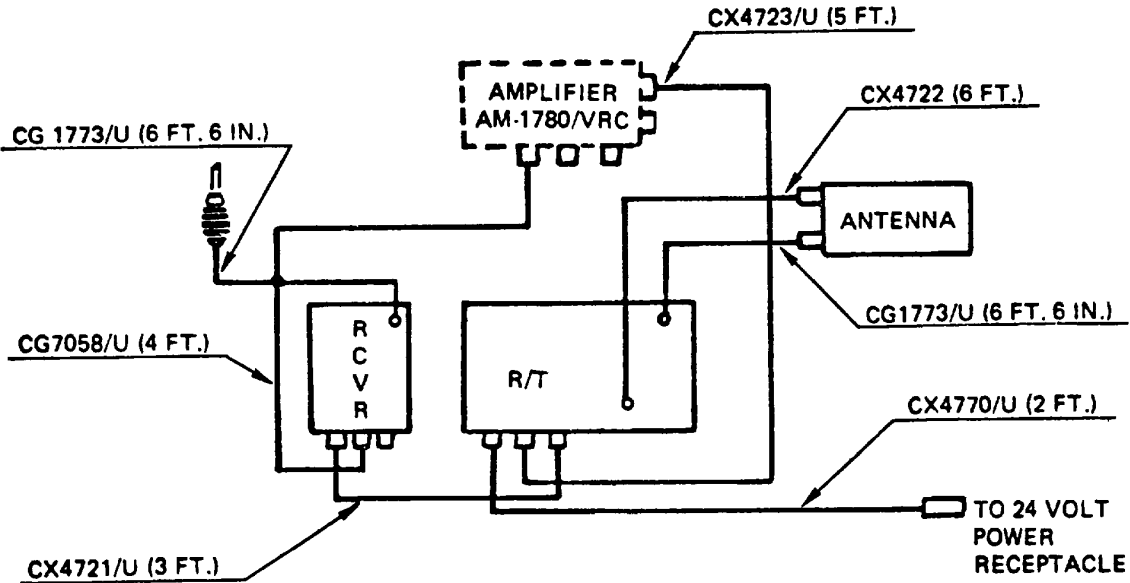 CX4723/U (5 FT.)
AMPLIFIER
AM-1780/VRC
CX4722 (6 FT.)
CG 1773/U (6 FT. 6 IN.)
ANTENNA
CG1773/U (6 FT. 6 IN.)
RCVR
CG7058/U (4 FT.)
R/T
CX4770/U (2 FT.)
TO 24 VOLT
POWER
RECEPTACLE
CX4721/U (3 FT.)